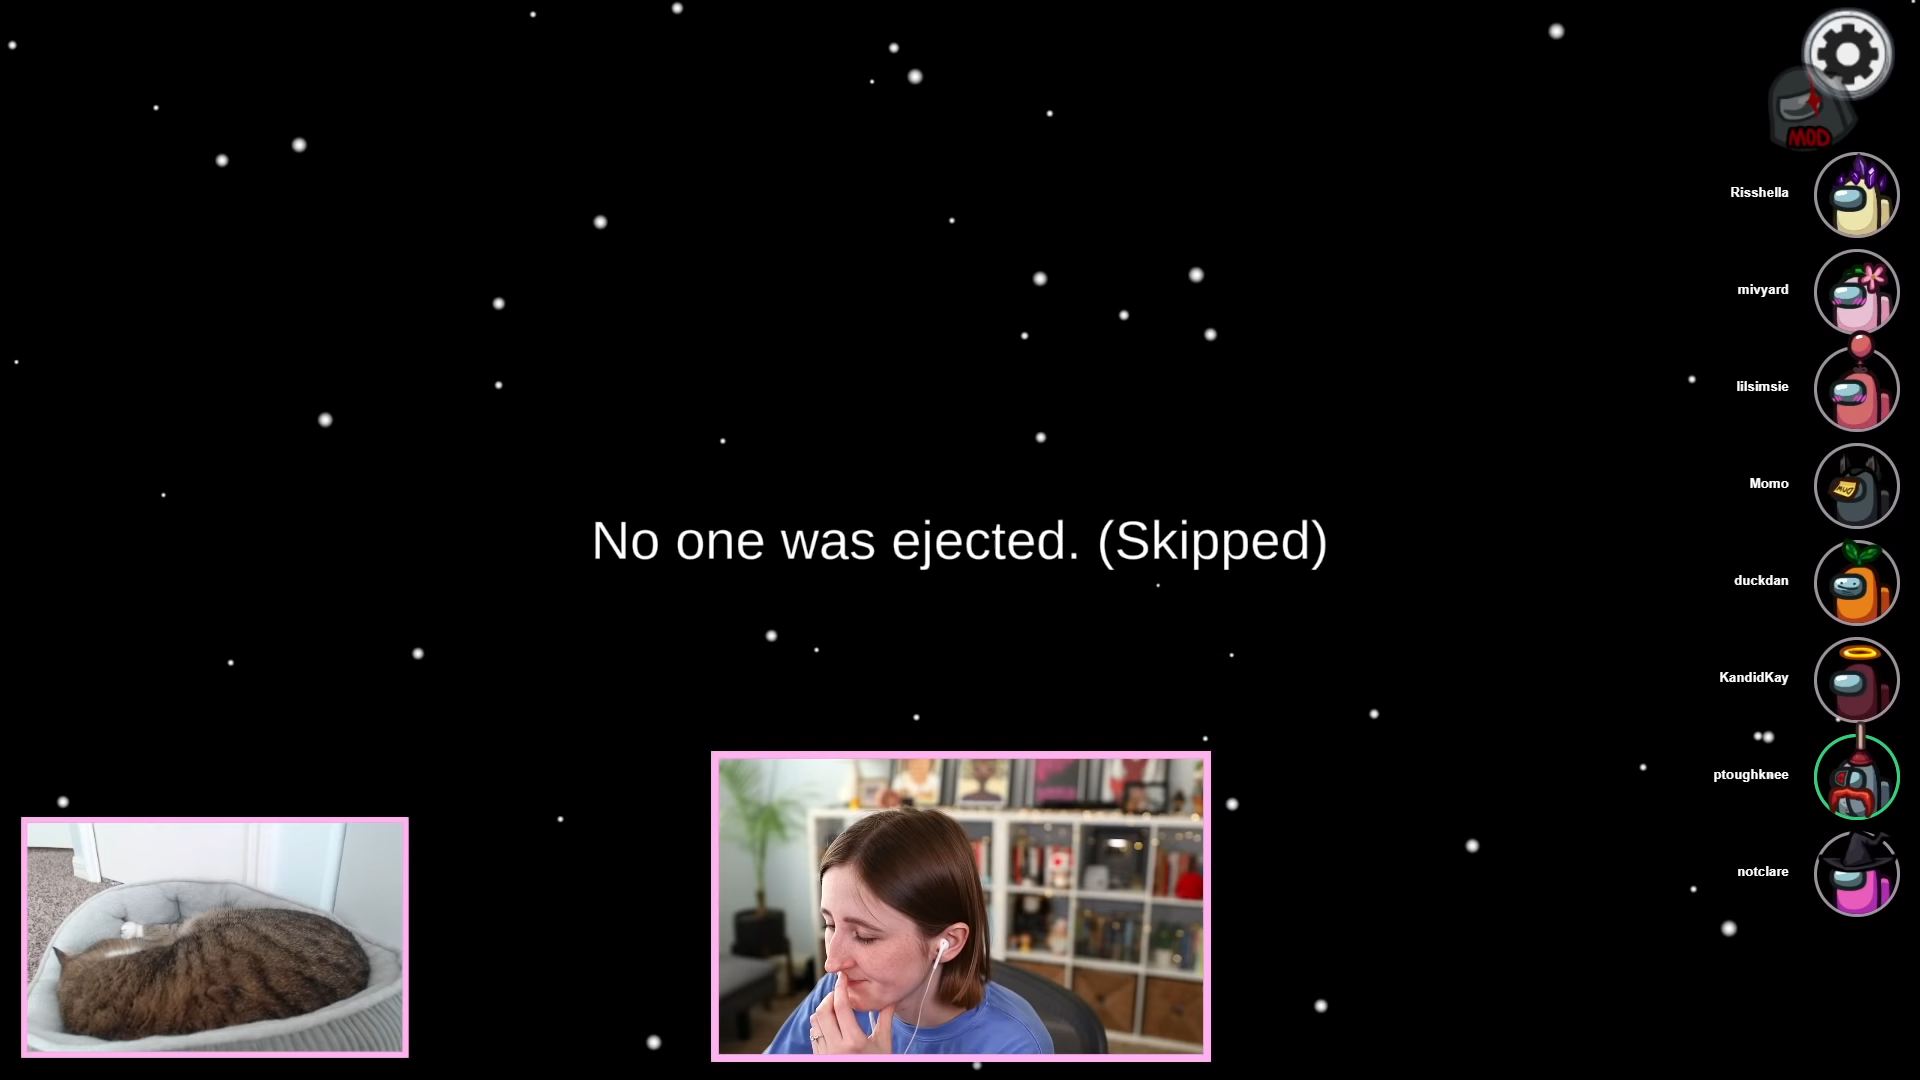 MOD
Risshella
mivyard
lilsimsie
Momo
duckdan
KandidKay
ptoughknee
notclare
No one was ejected. (Skipped)